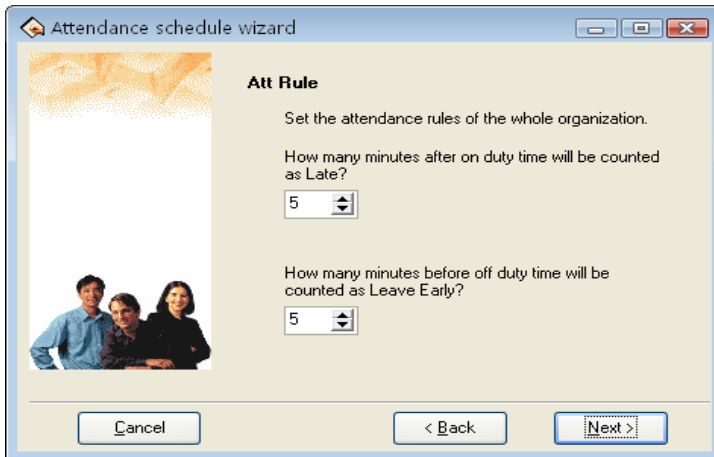 Attendance schedule wizard
Att Rule
Set the attendance rules of the whole organization.
How many minutes after on duty time will be counted
as Late?
5
How many minutes before off duty time will be
counted as Leave Early?
5
Cancel
< Back
Next >